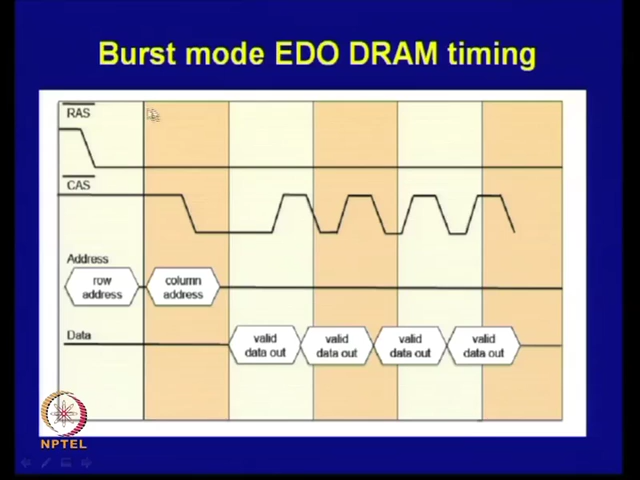 Burst mode EDO DRAM timing
RAS
CAS
Address
row
address
column
address
Data
valid
data out
valid
data out
valid
data out
valid
data out
NPTEL